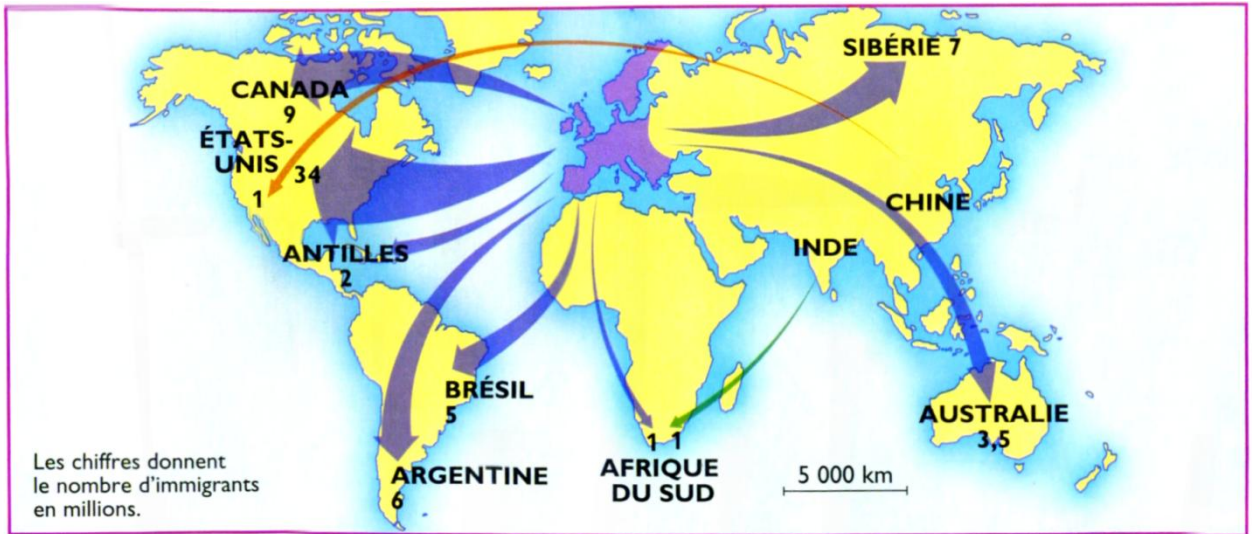 SIBÉRIE 7
CANADA
9
ÉTATS-
UNIS
34
1
CHINE
INDE
ANTILLES
2
BRÉSIL
5
AUSTRALIE
3,5
1 1
AFRIQUE
DU SUD
ARGENTINE
6
5 000 km
Les chiffres donnent
le nombre d'immigrants
en millions.